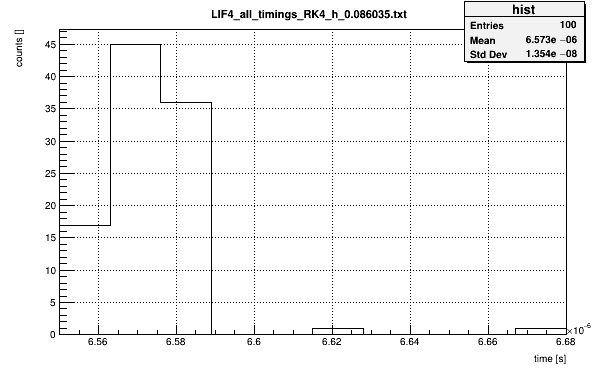 LIF4_all_timings_RK4_h_0.086035.txt
hist
Entries 100
Mean 6.573e −06
Std Dev 1.354e −08
counts []
45
40
35
30
25
20
15
10
5
0
6.56 6.58 6.6 6.62 6.64 6.66 6.68
×10⁻⁶
time [s]